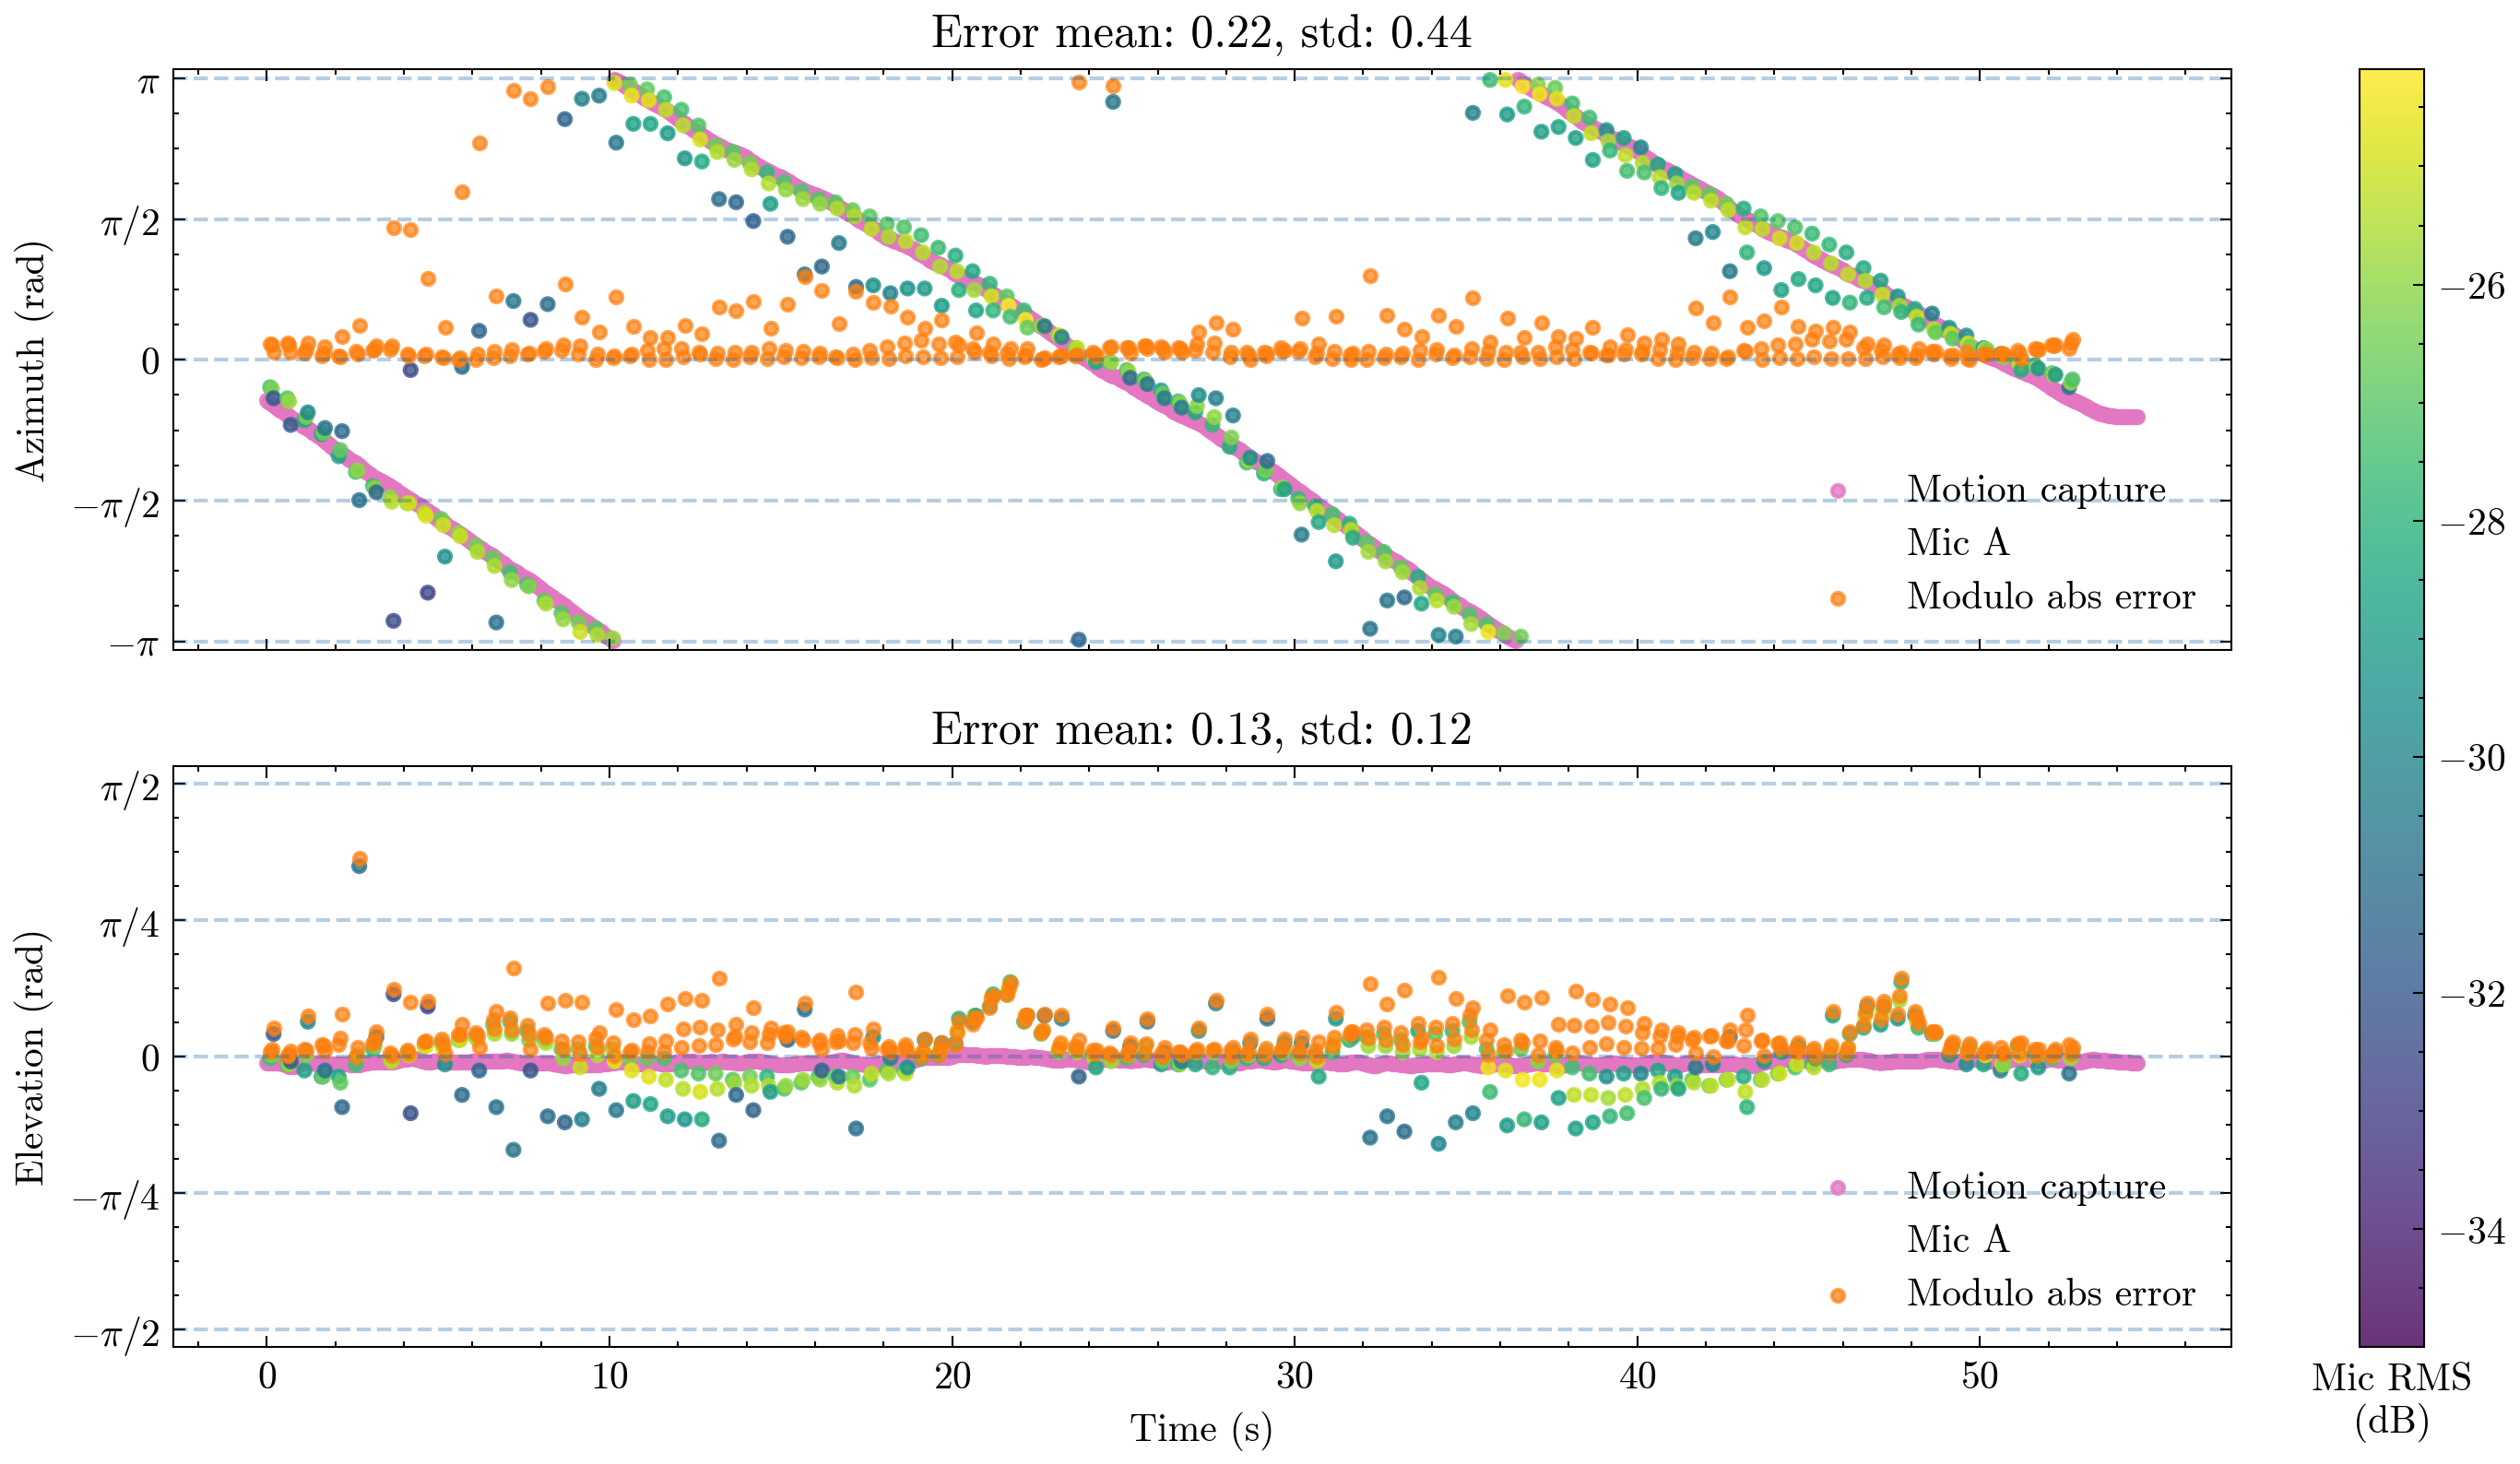 Error mean: 0.22, std: 0.44
π
π/2
0
−π/2
−π
Azimuth (rad)
Motion capture
Mic A
Modulo abs error
Error mean: 0.13, std: 0.12
π/2
π/4
0
−π/4
−π/2
Elevation (rad)
Motion capture
Mic A
Modulo abs error
0 10 20 30 40 50
Time (s)
−26
−28
−30
−32
−34
Mic RMS
(dB)